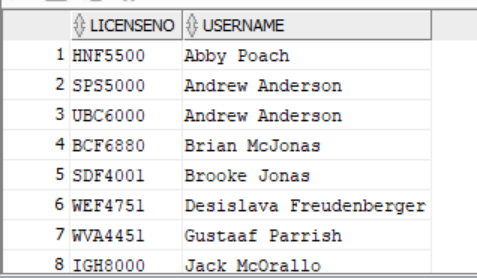 LICENSENO USERNAME
1 HNF5500 Abby Poach
2 SPS5000 Andrew Anderson
3 UBC6000 Andrew Anderson
4 BCF6880 Brian McJonas
5 SDF4001 Brooke Jonas
6 WEF4751 Desislava Freudenberger
7 WVA4451 Gustaaf Parrish
8 IGH8000 Jack McOrallo